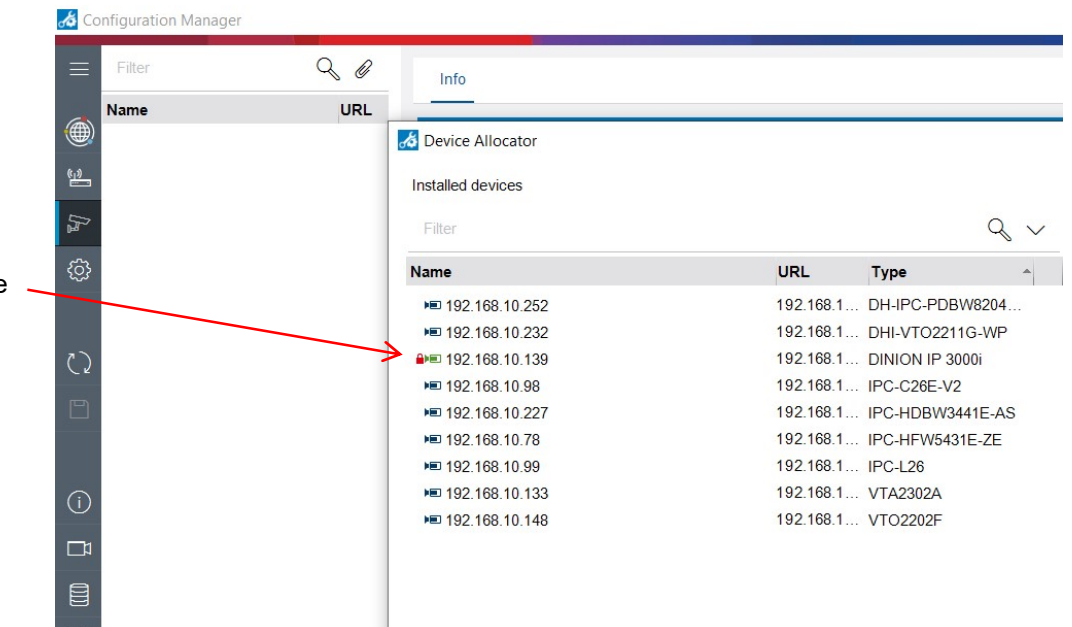 Configuration Manager
Filter
Info
Name URL
Device Allocator
Installed devices
Filter
Name URL Type
192.168.10.252 192.168.1... DH-IPC-PDBW8204...
192.168.10.232 192.168.1... DHI-VTO2211G-WP
e
192.168.10.139 192.168.1... DINION IP 3000i
192.168.10.98 192.168.1... IPC-C26E-V2
192.168.10.227 192.168.1... IPC-HDBW3441E-AS
192.168.10.78 192.168.1... IPC-HFW5431E-ZE
192.168.10.99 192.168.1... IPC-L26
192.168.10.133 192.168.1... VTA2302A
192.168.10.148 192.168.1... VTO2202F